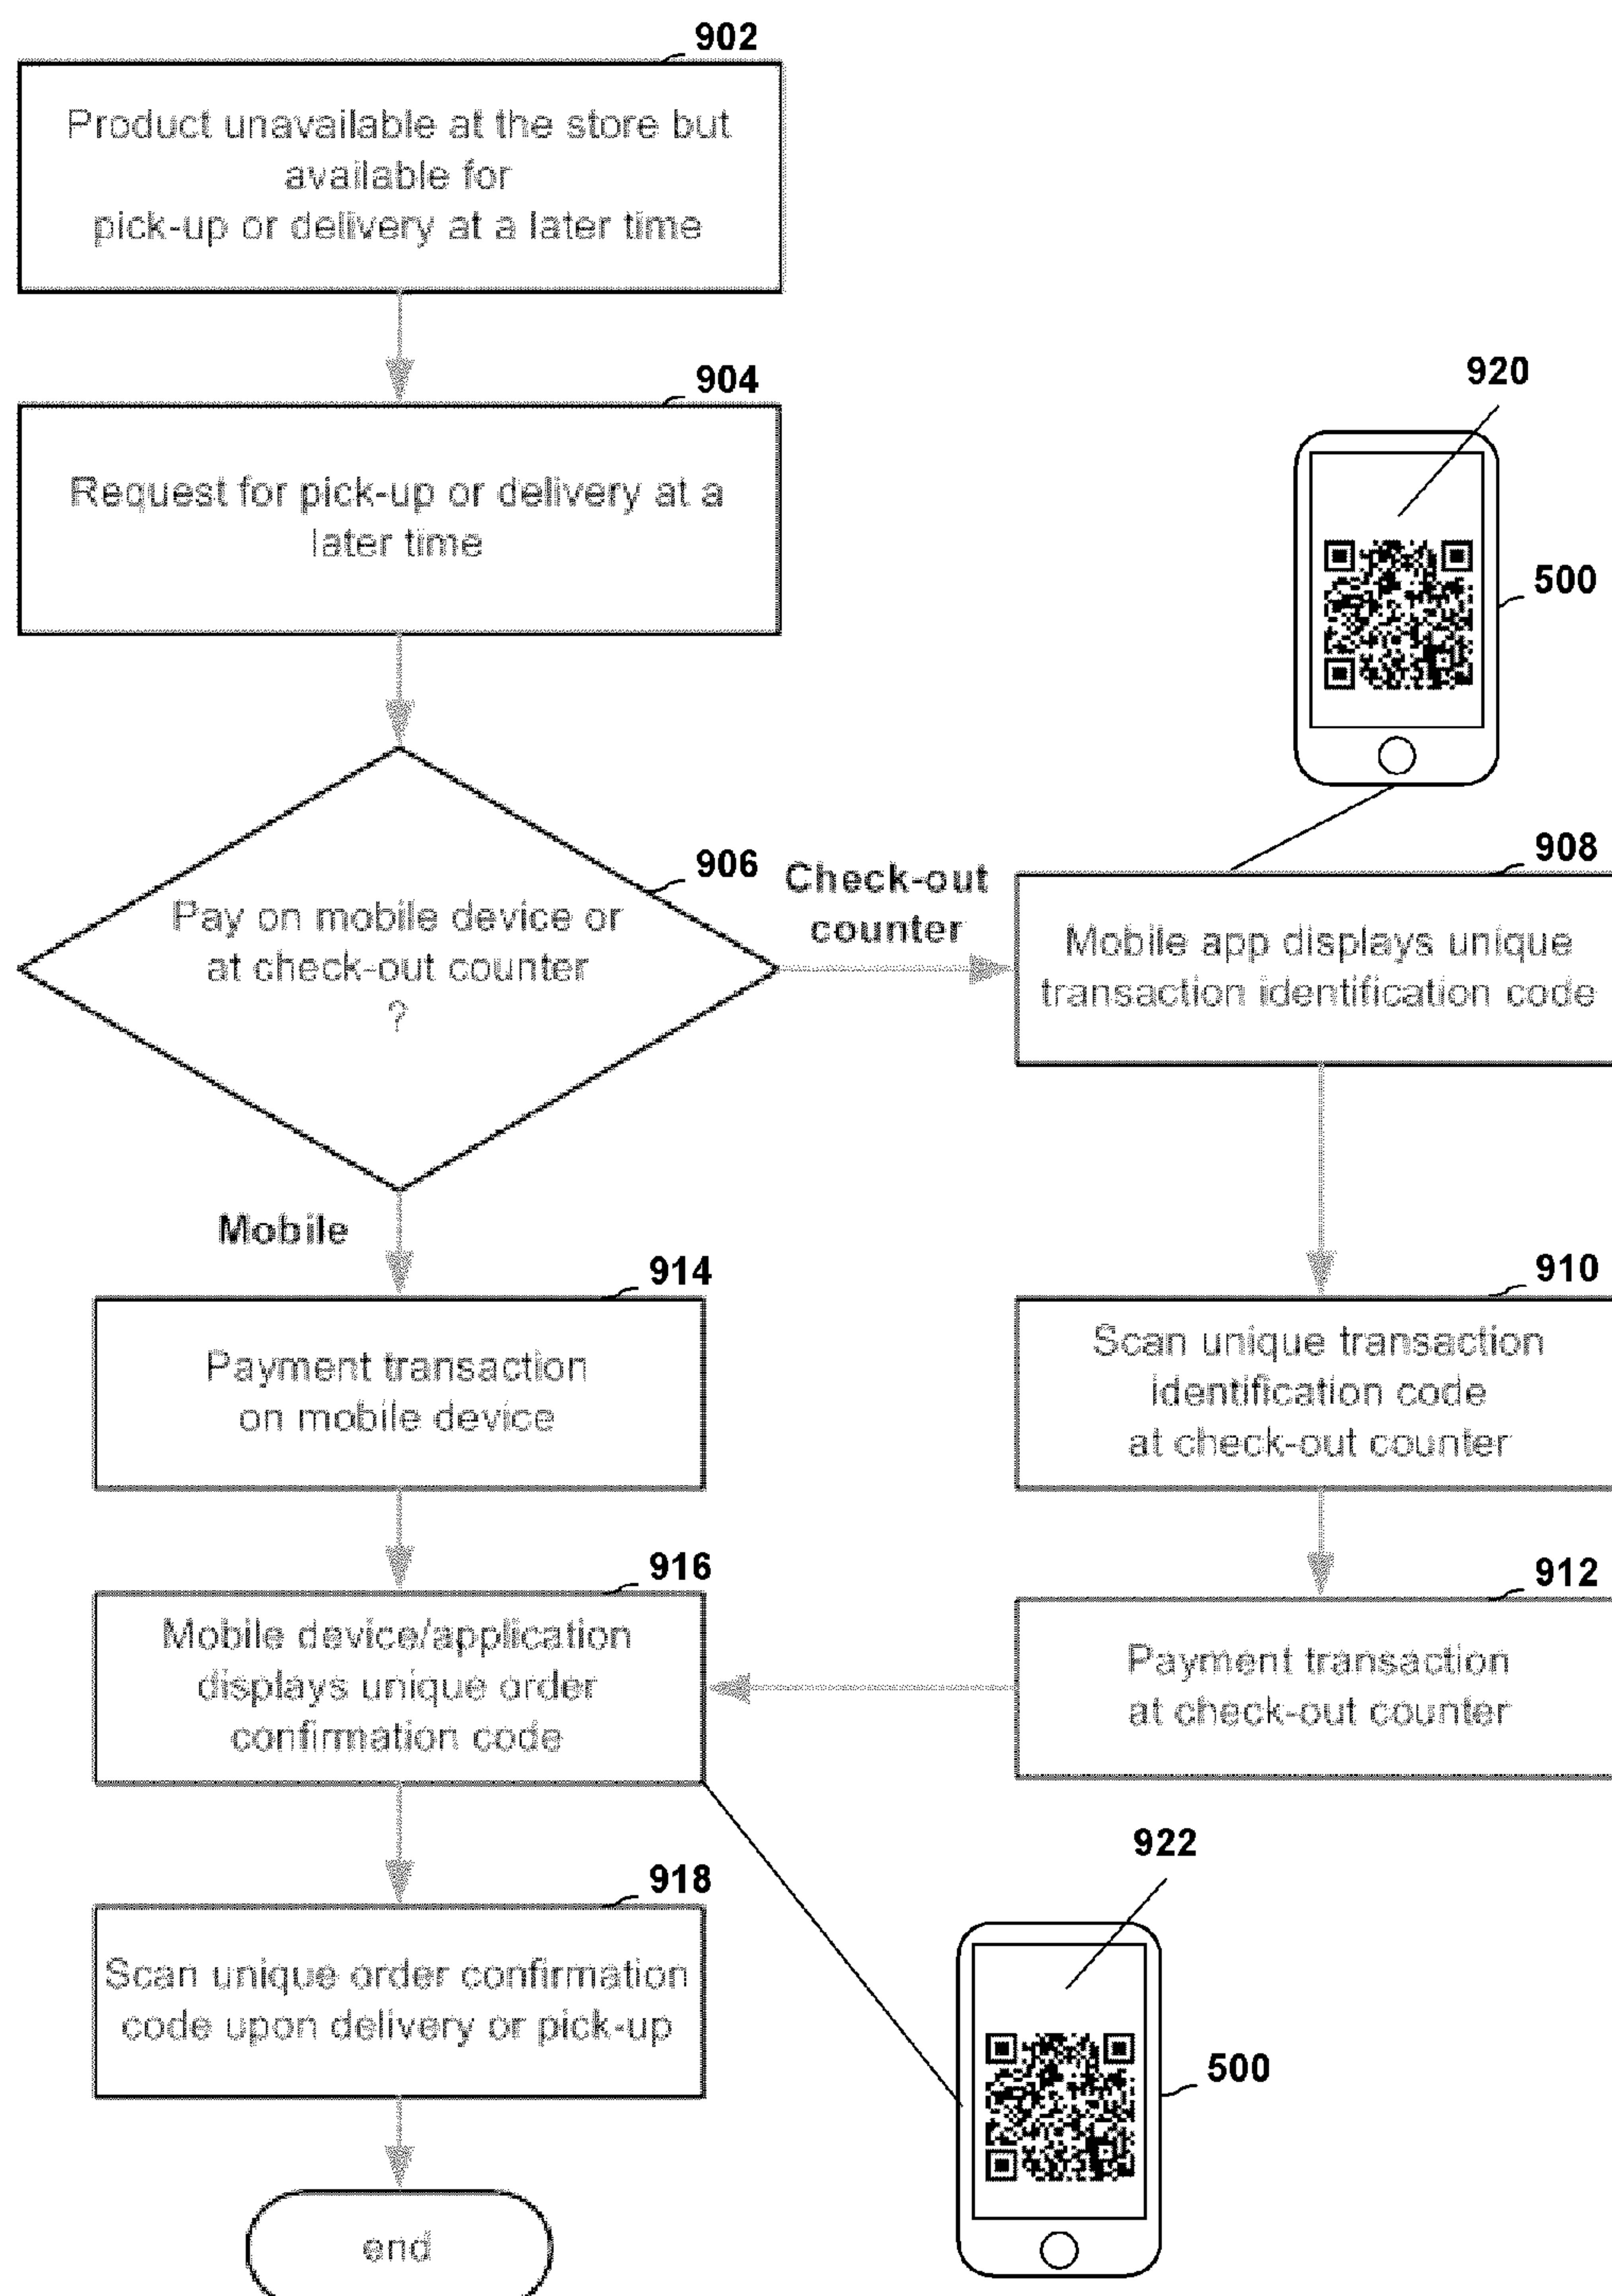 902
Product unavailable at the store but
available for
pick-up or delivery at a later time
904
Request for pick-up or delivery at a
later time
920
500
906
Pay on mobile device or
at check-out counter
?
Check-out
counter
908
Mobile app displays unique
transaction identification code
Mobile
914
Payment transaction
on mobile device
910
Scan unique transaction
identification code
at check-out counter
916
Mobile device/application
displays unique order
confirmation code
912
Payment transaction
at check-out counter
918
Scan unique order confirmation
code upon delivery or pick-up
922
500
end